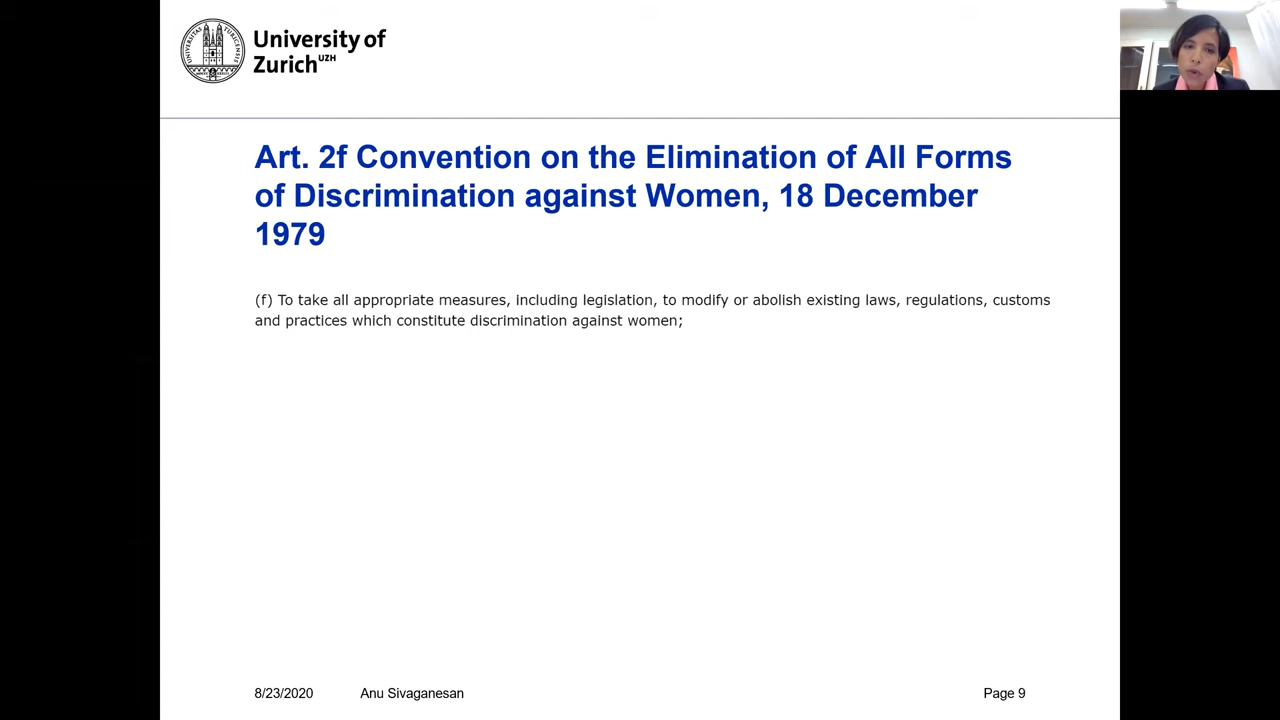 University of
Zurich UZH
Art. 2f Convention on the Elimination of All Forms
of Discrimination against Women, 18 December
1979
(f) To take all appropriate measures, including legislation, to modify or abolish existing laws, regulations, customs
and practices which constitute discrimination against women;
8/23/2020 Anu Sivaganesan Page 9